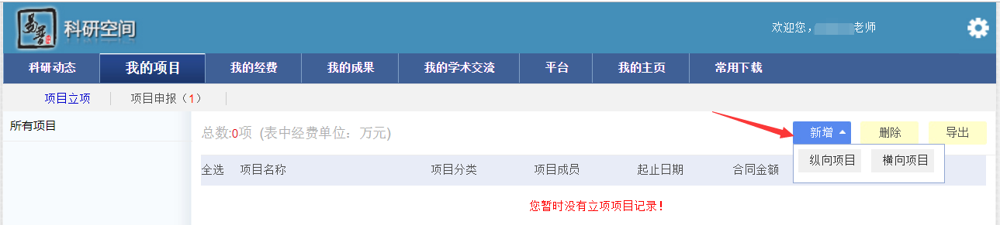 易普 科研空间
欢迎您， 老师
科研动态 我的项目 我的经费 我的成果 我的学术交流 平台 我的主页 常用下载
项目立项 项目申报（1）
所有项目
总数:0项 (表中经费单位：万元)
新增 删除 导出
纵向项目 横向项目
全选 项目名称 项目分类 项目成员 起止日期 合同金额
您暂时没有立项项目记录！